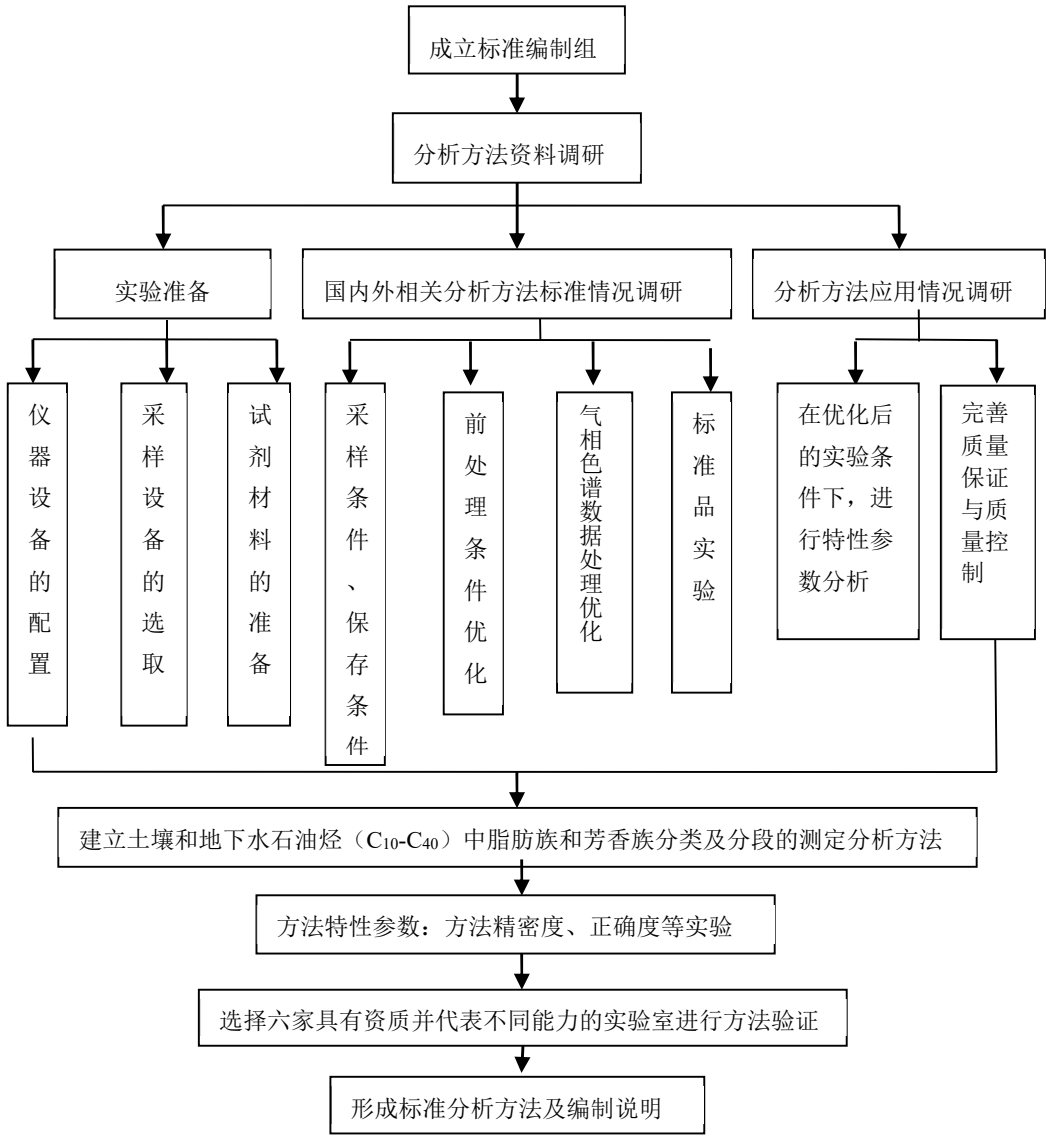 成立标准编制组
分析方法资料调研
实验准备
国内外相关分析方法标准情况调研
分析方法应用情况调研
仪器设备的配置
采样设备的选取
试剂材料的准备
采样条件、保存条件
前处理条件优化
气相色谱数据处理优化
标准品实验
在优化后
的实验条
件下，进
行特性参
数分析
完善
质量
保证
与质
量控
制
建立土壤和地下水石油烃（C₁₀-C₄₀）中脂肪族和芳香族分类及分段的测定分析方法
方法特性参数：方法精密度、正确度等实验
选择六家具有资质并代表不同能力的实验室进行方法验证
形成标准分析方法及编制说明